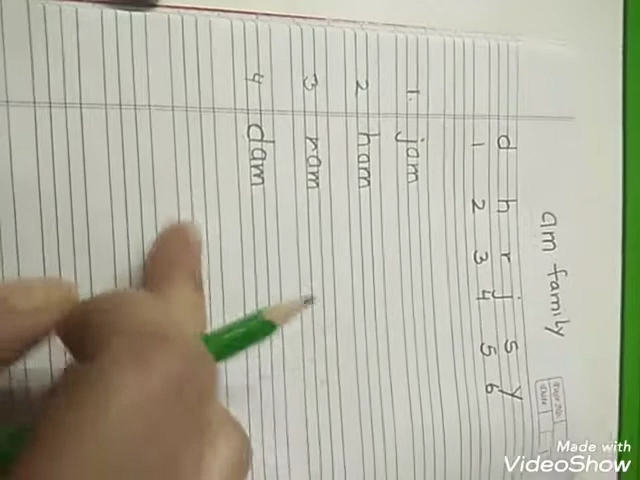 am family
d h r j s y
1 2 3 4 5 6
1. jam
2 ham
3 ram
4 dam
Made with
VideoShow